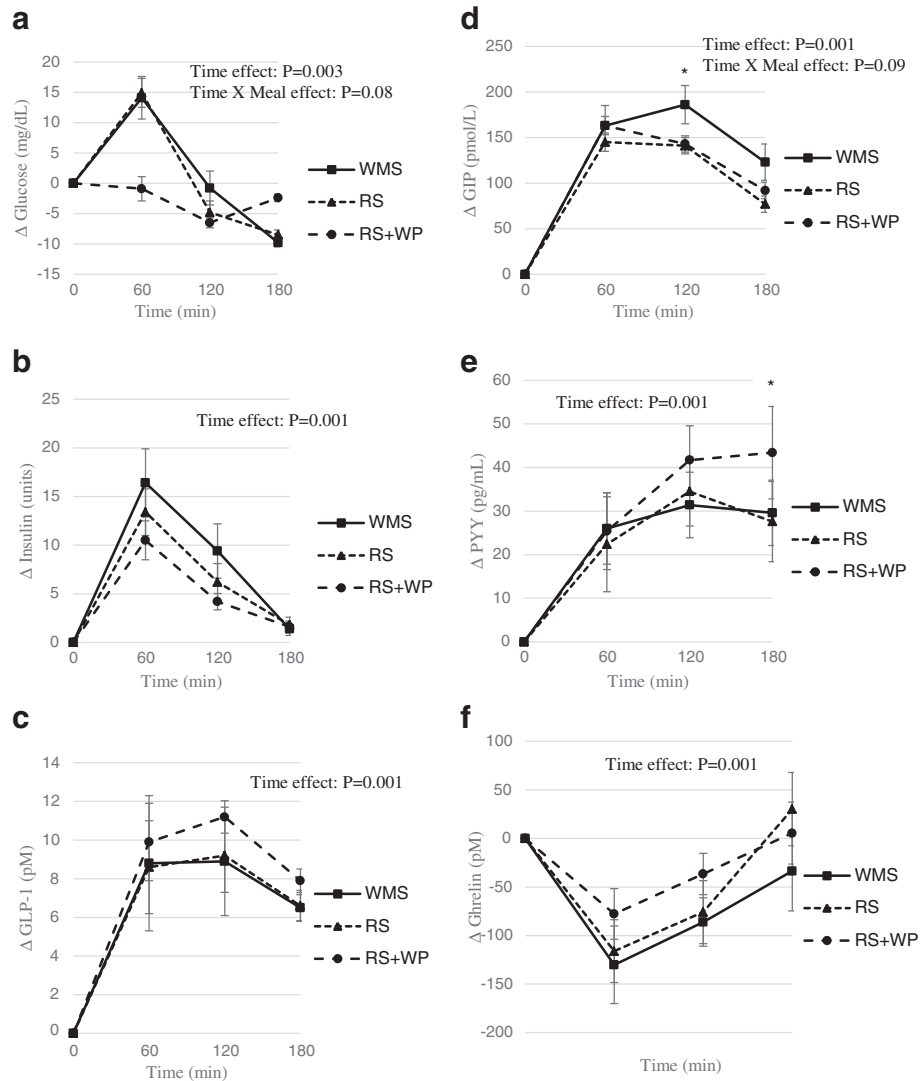 a
20
15
10
5
0
-5
-10
-15
Δ Glucose (mg/dL)
Time effect: P=0.003
Time X Meal effect: P=0.08
WMS
RS
RS+WP
0 60 120 180
Time (min)
b
25
20
15
10
5
0
Δ Insulin (units)
Time effect: P=0.001
WMS
RS
RS+WP
0 60 120 180
Time (min)
c
14
12
10
8
6
4
2
0
Δ GLP-1 (pM)
Time effect: P=0.001
WMS
RS
RS+WP
0 60 120 180
Time (min)
d
250
200
150
100
50
0
Δ GIP (pmol/L)
Time effect: P=0.001
Time X Meal effect: P=0.09
*
WMS
RS
RS+WP
0 60 120 180
Time (min)
e
60
50
40
30
20
10
0
Δ PYY (pg/mL)
Time effect: P=0.001
*
WMS
RS
RS+WP
0 60 120 180
Time (min)
f
100
50
0
-50
-100
-150
-200
Δ Ghrelin (pM)
Time effect: P=0.001
WMS
RS
RS+WP
Time (min)